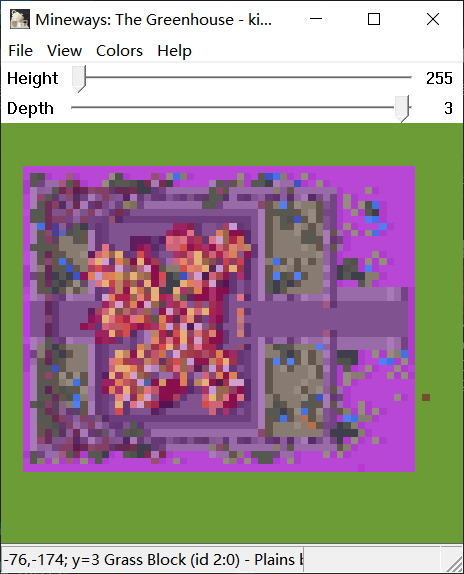 Mineways: The Greenhouse - ki...
File View Colors Help
Height 255
Depth 3
-76,-174; y=3 Grass Block (id 2:0) - Plains